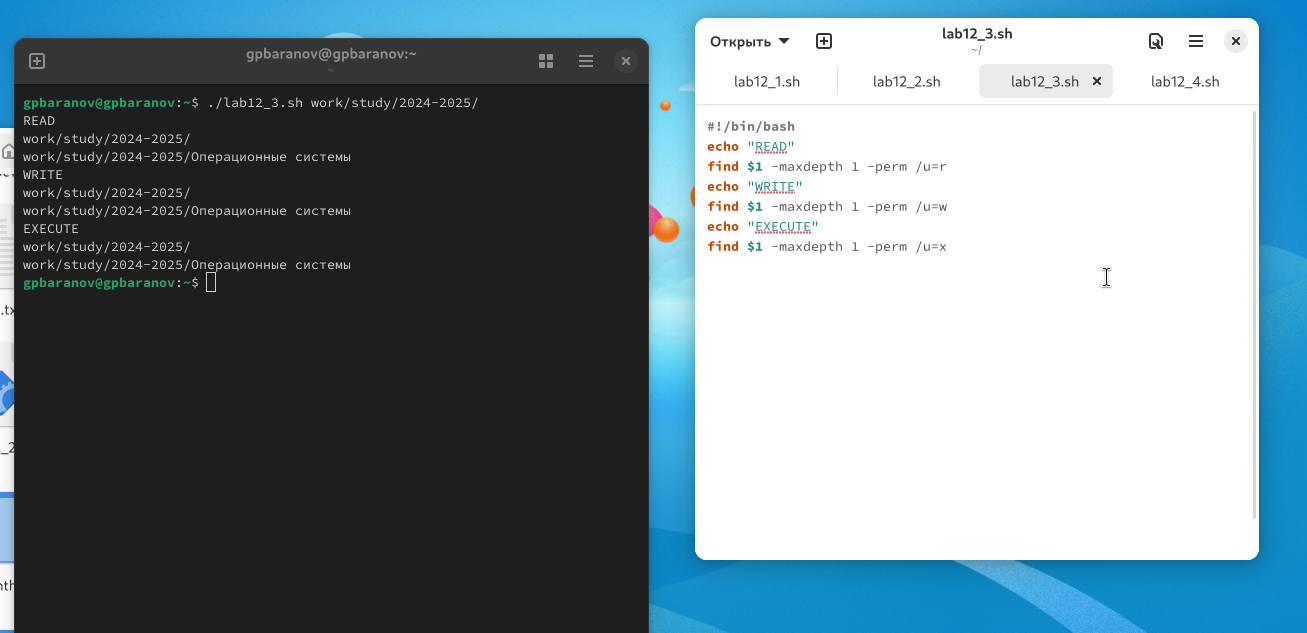 gpbaranov@gpbaranov:~
~
gpbaranov@gpbaranov:~$ ./lab12_3.sh work/study/2024-2025/
READ
work/study/2024-2025/
work/study/2024-2025/Операционные системы
WRITE
work/study/2024-2025/
work/study/2024-2025/Операционные системы
EXECUTE
work/study/2024-2025/
work/study/2024-2025/Операционные системы
gpbaranov@gpbaranov:~$
Открыть
lab12_3.sh
~/
lab12_1.sh
lab12_2.sh
lab12_3.sh
lab12_4.sh
#!/bin/bash
echo "READ"
find $1 -maxdepth 1 -perm /u=r
echo "WRITE"
find $1 -maxdepth 1 -perm /u=w
echo "EXECUTE"
find $1 -maxdepth 1 -perm /u=x